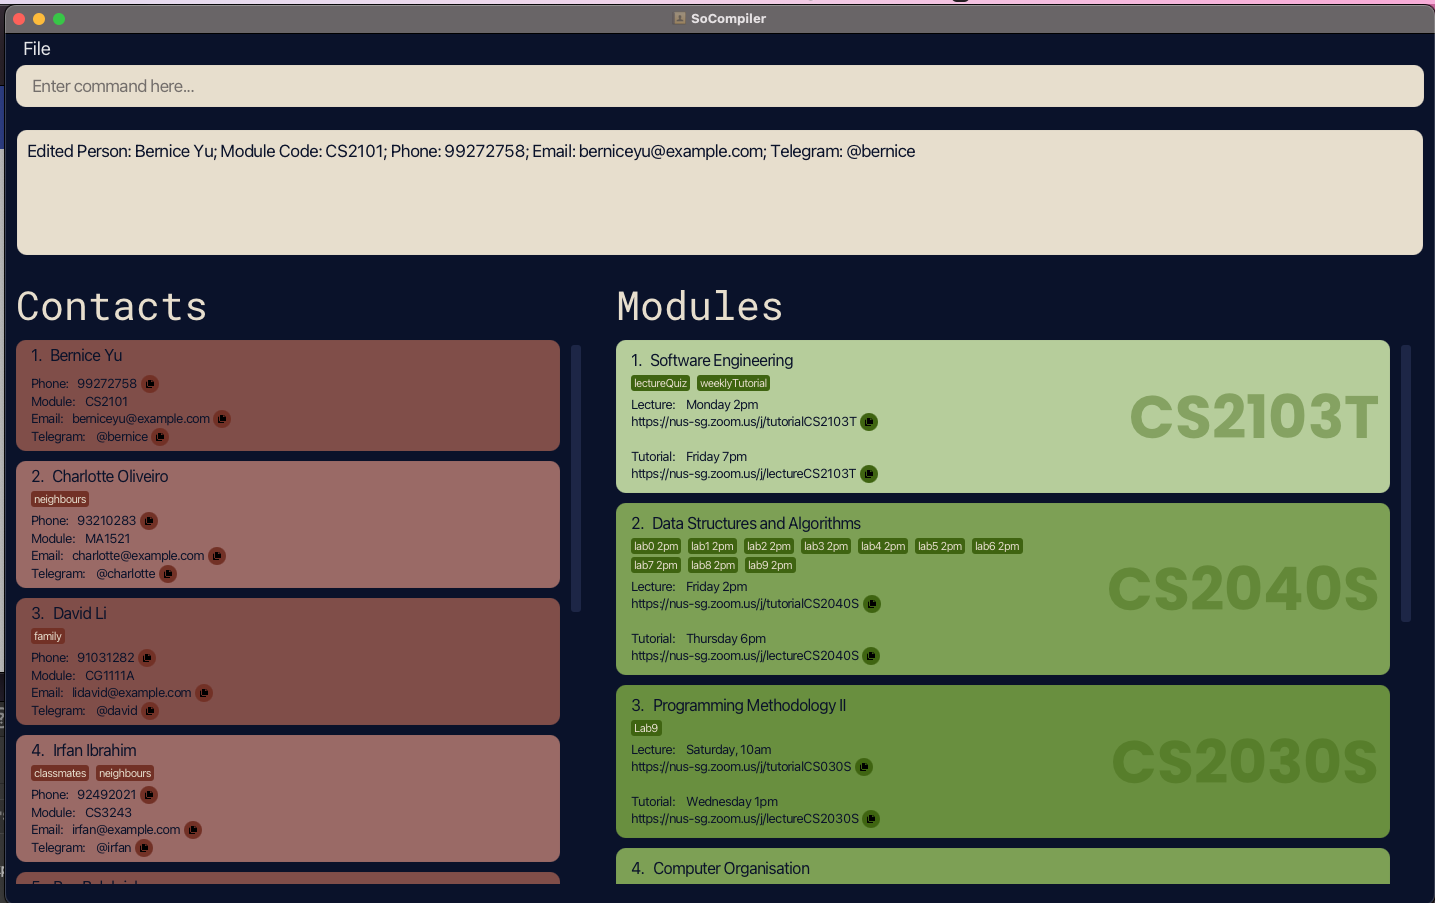 SoCompiler
File
Enter command here...
Edited Person: Bernice Yu; Module Code: CS2101; Phone: 99272758; Email: berniceyu@example.com; Telegram: @bernice
Contacts
1. Bernice Yu
Phone: 99272758
Module: CS2101
Email: berniceyu@example.com
Telegram: @bernice
2. Charlotte Oliveiro
neighbours
Phone: 93210283
Module: MA1521
Email: charlotte@example.com
Telegram: @charlotte
3. David Li
family
Phone: 91031282
Module: CG1111A
Email: lidavid@example.com
Telegram: @david
4. Irfan Ibrahim
classmates neighbours
Phone: 92492021
Module: CS3243
Email: irfan@example.com
Telegram: @irfan
Modules
1. Software Engineering
lectureQuiz weeklyTutorial
Lecture: Monday 2pm
https://nus-sg.zoom.us/j/tutorialCS2103T
Tutorial: Friday 7pm
https://nus-sg.zoom.us/j/lectureCS2103T
CS2103T
2. Data Structures and Algorithms
lab0 2pm lab1 2pm lab2 2pm lab3 2pm lab4 2pm lab5 2pm lab6 2pm
lab7 2pm lab8 2pm lab9 2pm
Lecture: Friday 2pm
https://nus-sg.zoom.us/j/tutorialCS2040S
Tutorial: Thursday 6pm
https://nus-sg.zoom.us/j/lectureCS2040S
CS2040S
3. Programming Methodology II
Lab9
Lecture: Saturday, 10am
https://nus-sg.zoom.us/j/tutorialCS030S
Tutorial: Wednesday 1pm
https://nus-sg.zoom.us/j/lectureCS2030S
CS2030S
4. Computer Organisation